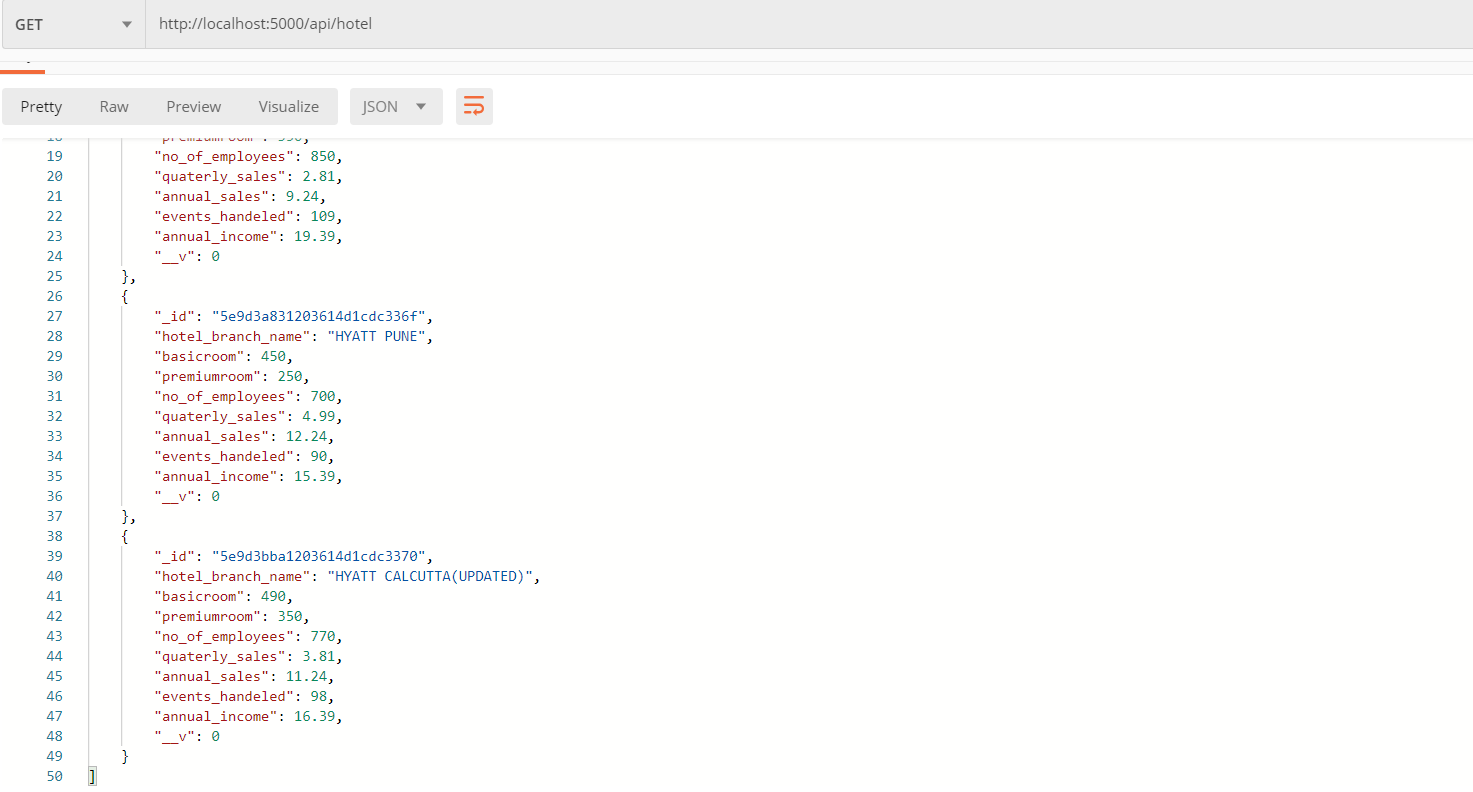 GET http://localhost:5000/api/hotel
Pretty Raw Preview Visualize JSON
19 "no_of_employees": 850,
20 "quaterly_sales": 2.81,
21 "annual_sales": 9.24,
22 "events_handeled": 109,
23 "annual_income": 19.39,
24 "__v": 0
25 },
26 {
27 "_id": "5e9d3a831203614d1cdc336f",
28 "hotel_branch_name": "HYATT PUNE",
29 "basicroom": 450,
30 "premiumroom": 250,
31 "no_of_employees": 700,
32 "quaterly_sales": 4.99,
33 "annual_sales": 12.24,
34 "events_handeled": 90,
35 "annual_income": 15.39,
36 "__v": 0
37 },
38 {
39 "_id": "5e9d3bba1203614d1cdc3370",
40 "hotel_branch_name": "HYATT CALCUTTA(UPDATED)",
41 "basicroom": 490,
42 "premiumroom": 350,
43 "no_of_employees": 770,
44 "quaterly_sales": 3.81,
45 "annual_sales": 11.24,
46 "events_handeled": 98,
47 "annual_income": 16.39,
48 "__v": 0
49 }
50 ]